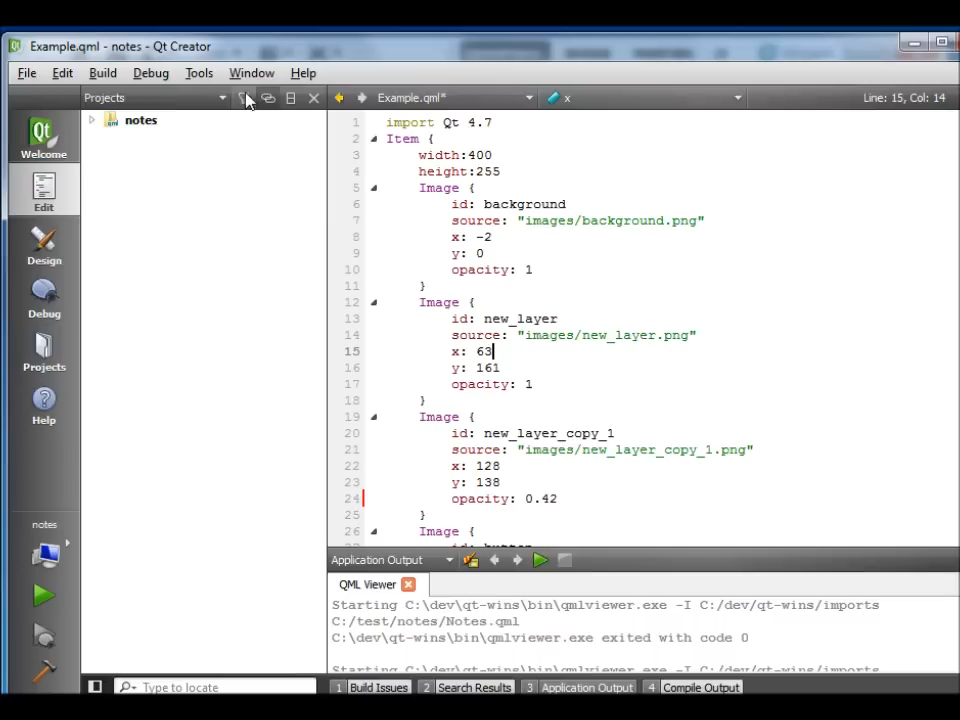 Example.qml - notes - Qt Creator
File Edit Build Debug Tools Window Help
Projects Example.qml* x Line: 15, Col: 14
notes
Welcome
Edit
Design
Debug
Projects
Help
notes
1 import Qt 4.7
2 Item {
3 width:400
4 height:255
5 Image {
6 id: background
7 source: "images/background.png"
8 x: -2
9 y: 0
10 opacity: 1
11 }
12 Image {
13 id: new_layer
14 source: "images/new_layer.png"
15 x: 63
16 y: 161
17 opacity: 1
18 }
19 Image {
20 id: new_layer_copy_1
21 source: "images/new_layer_copy_1.png"
22 x: 128
23 y: 138
24 opacity: 0.42
25 }
26 Image {
id: button
Application Output
QML Viewer
Starting C:\dev\qt-wins\bin\qmlviewer.exe -I C:/dev/qt-wins/imports
C:/test/notes/Notes.qml
C:\dev\qt-wins\bin\qmlviewer.exe exited with code 0
Starting C:\dev\qt-wins\bin\qmlviewer.exe -I C:/dev/qt-wins/imports
Type to locate 1 Build Issues 2 Search Results 3 Application Output 4 Compile Output